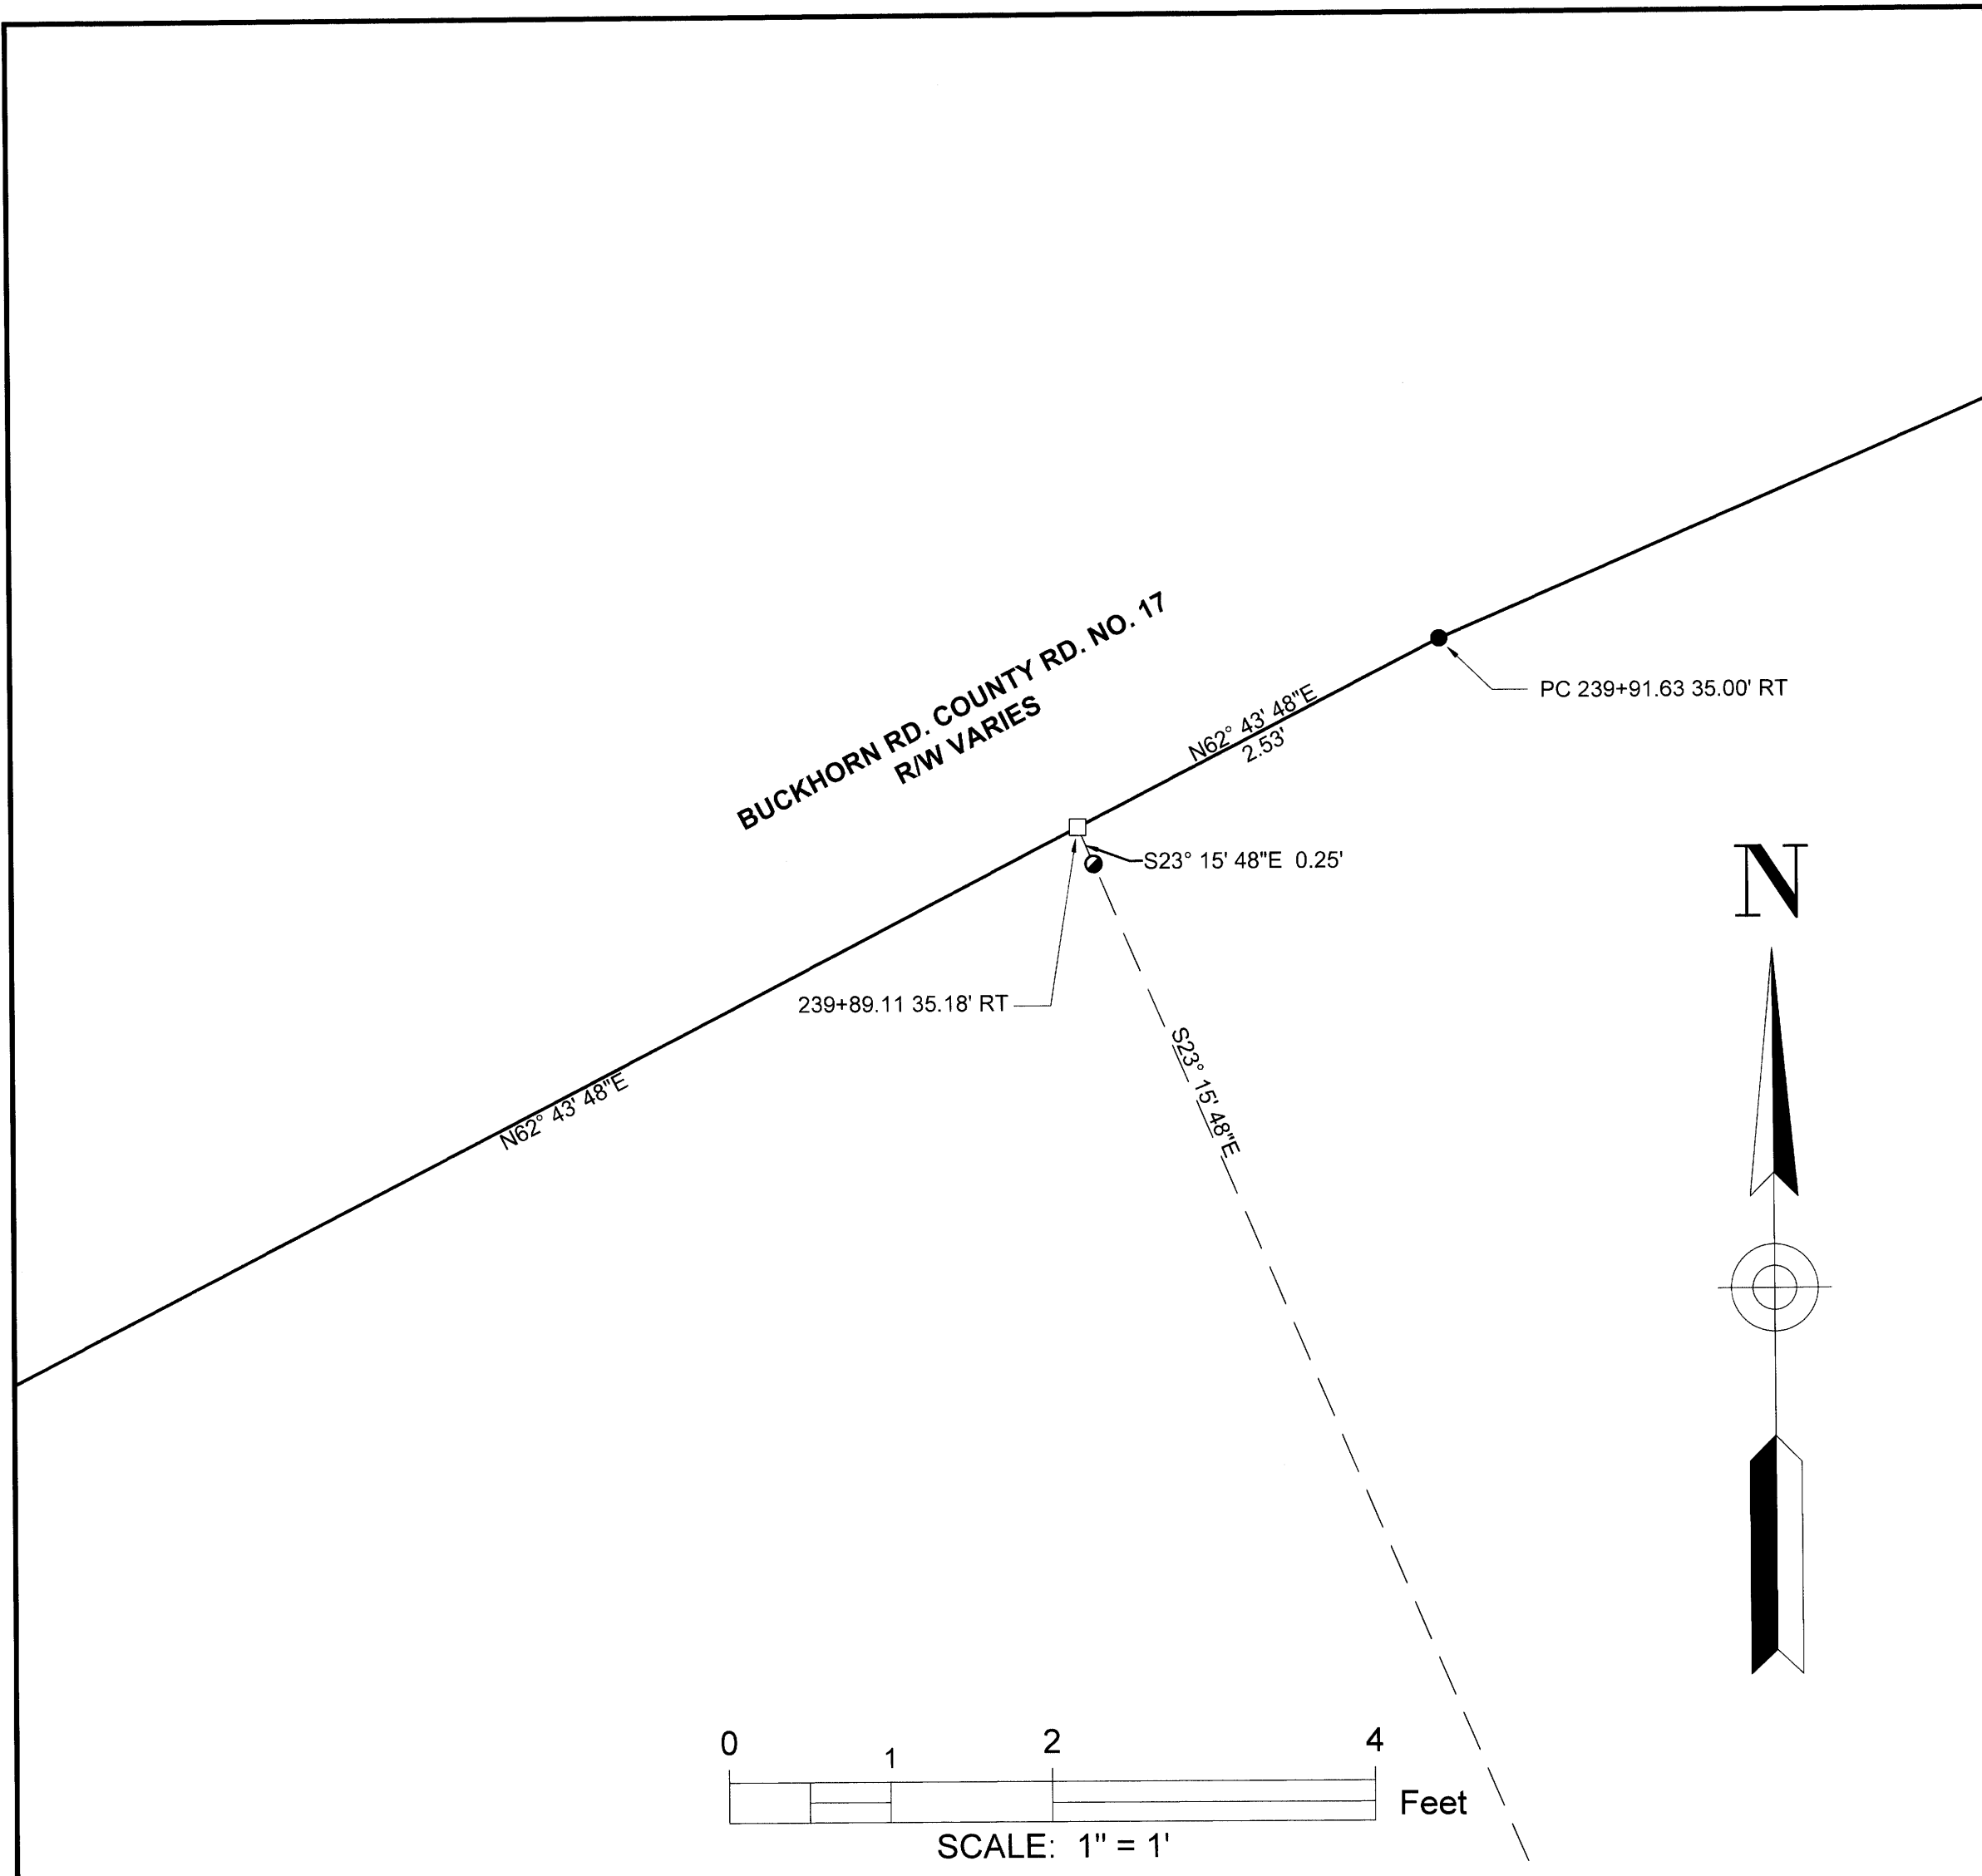 BUCKHORN RD. COUNTY RD. NO. 17
R/W VARIES
N62° 43' 48"E
2.53'
PC 239+91.63 35.00' RT
S23° 15' 48"E 0.25'
N
239+89.11 35.18' RT
S23° 15' 48"E
N62° 43' 48"E
0 1 2 4
Feet
SCALE: 1" = 1'